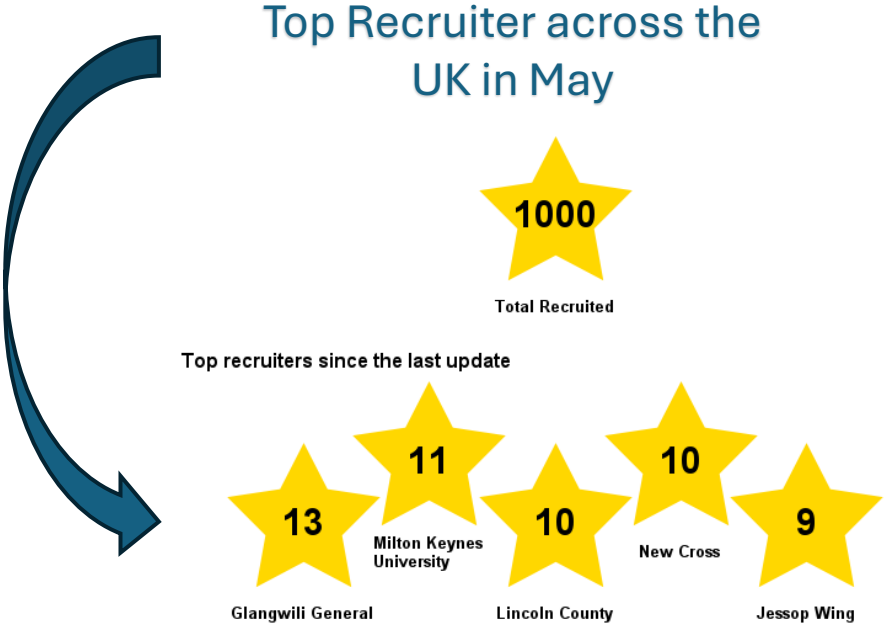 Top Recruiter across the
UK in May
1000
Total Recruited
Top recruiters since the last update
13
Glangwili General
11
Milton Keynes
University
10
Lincoln County
10
New Cross
9
Jessop Wing